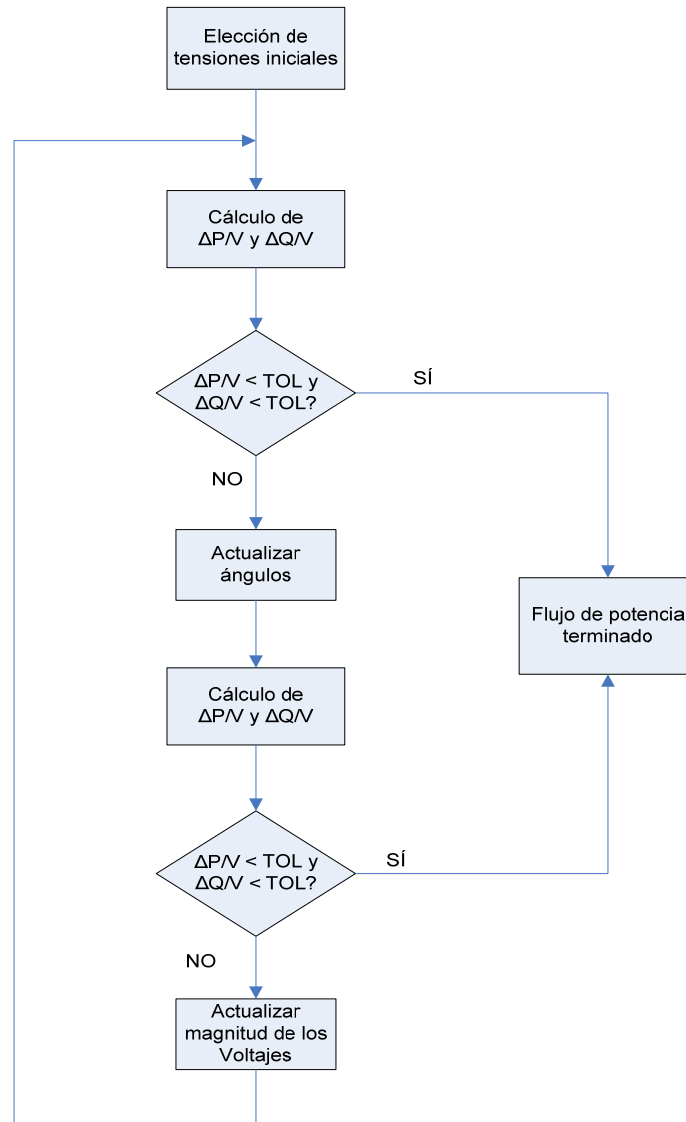 Elección de
tensiones iniciales
Cálculo de
ΔP/V y ΔQ/V
ΔP/V < TOL y
ΔQ/V < TOL?
SÍ
NO
Actualizar
ángulos
Flujo de potencia
terminado
Cálculo de
ΔP/V y ΔQ/V
ΔP/V < TOL y
ΔQ/V < TOL?
SÍ
NO
Actualizar
magnitud de los
Voltajes